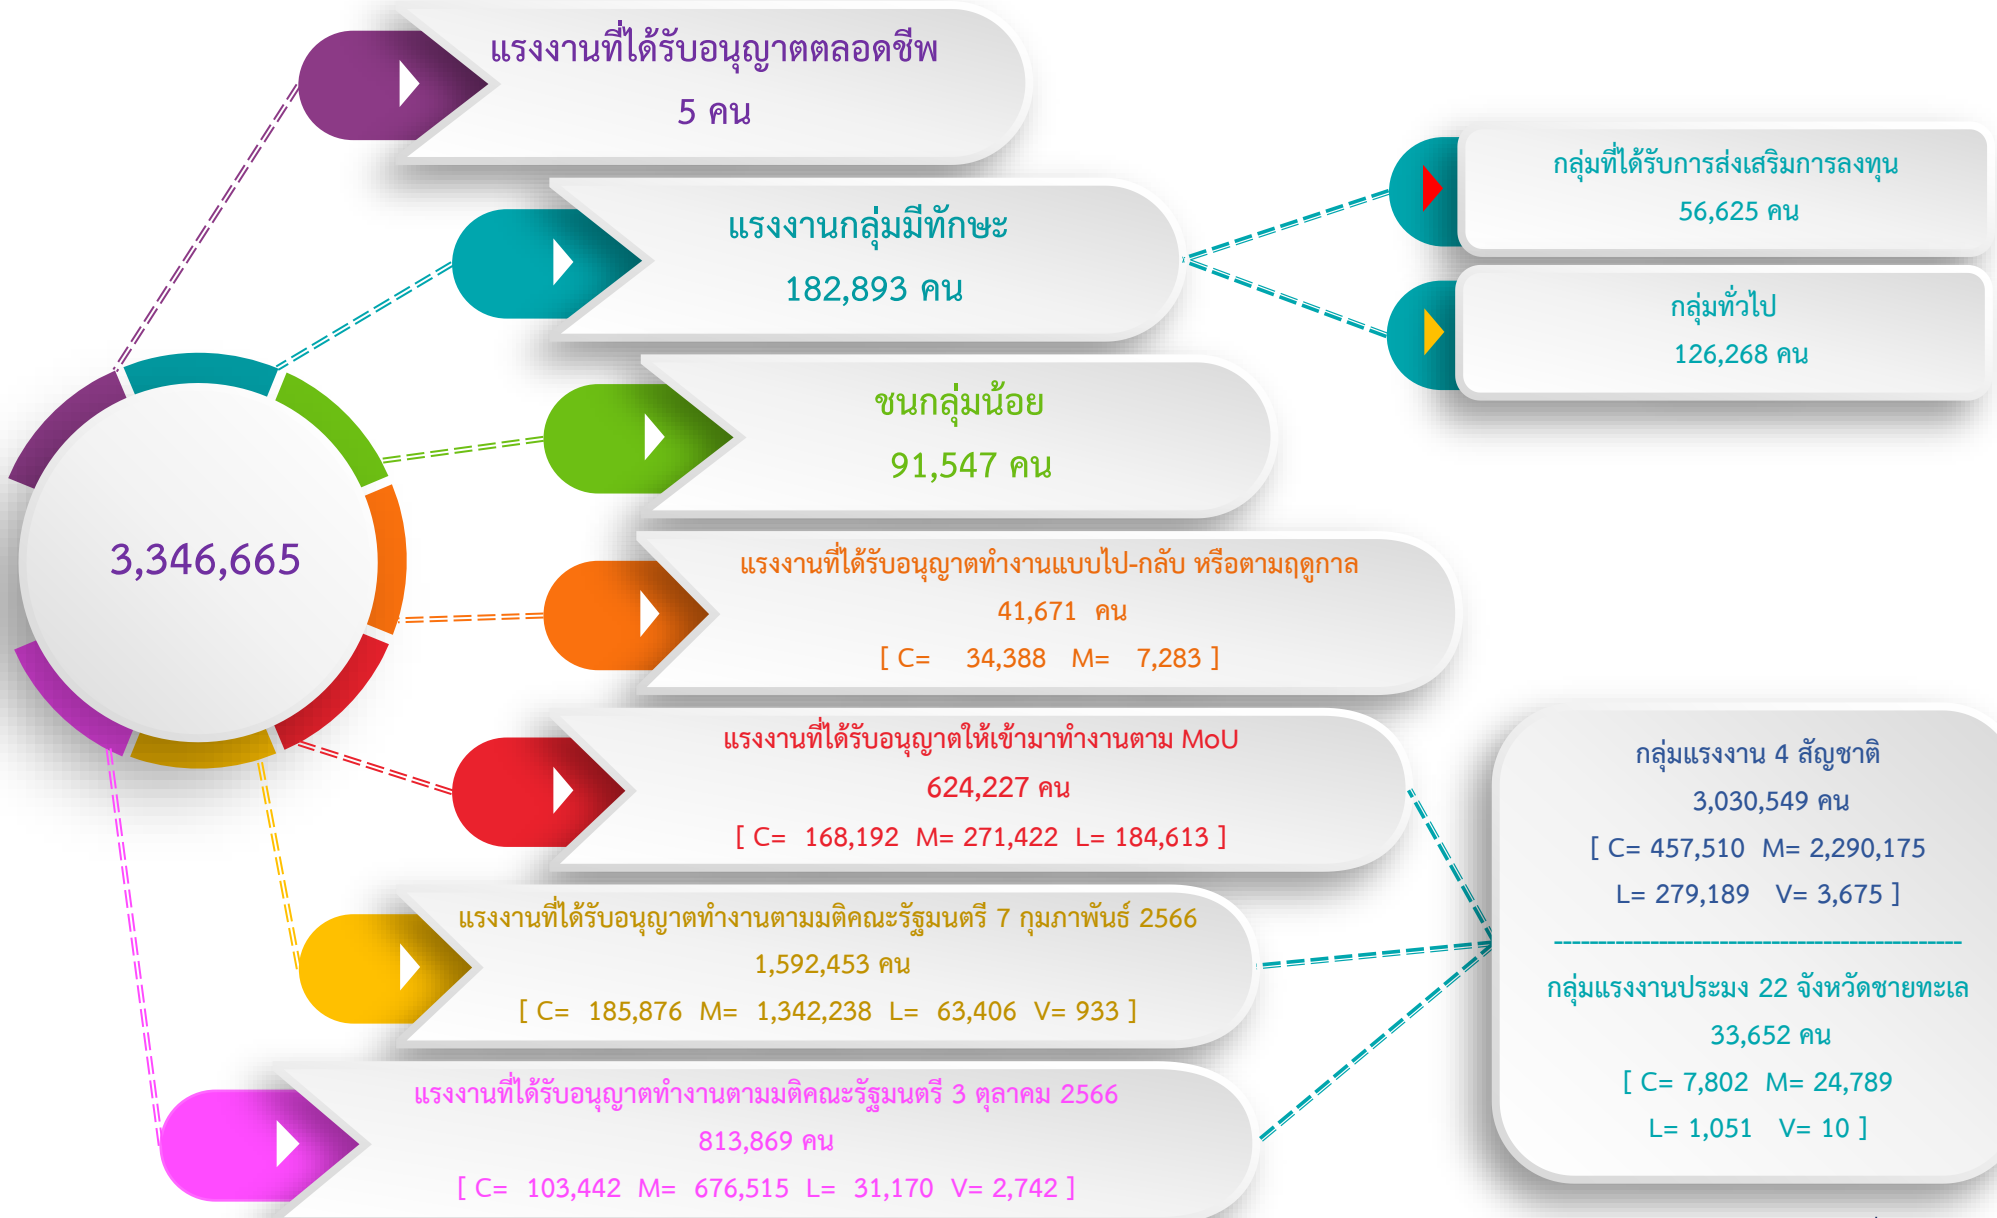 แรงงานที่ได้รับอนุญาตตลอดชีพ
5 คน
แรงงานกลุ่มมีทักษะ
182,893 คน
กลุ่มที่ได้รับการส่งเสริมการลงทุน
56,625 คน
กลุ่มทั่วไป
126,268 คน
ชนกลุ่มน้อย
91,547 คน
3,346,665
แรงงานที่ได้รับอนุญาตทำงานแบบไป-กลับ หรือตามฤดูกาล
41,671 คน
[ C= 34,388 M= 7,283 ]
แรงงานที่ได้รับอนุญาตให้เข้ามาทำงานตาม MoU
624,227 คน
[ C= 168,192 M= 271,422 L= 184,613 ]
แรงงานที่ได้รับอนุญาตทำงานตามมติคณะรัฐมนตรี 7 กุมภาพันธ์ 2566
1,592,453 คน
[ C= 185,876 M= 1,342,238 L= 63,406 V= 933 ]
แรงงานที่ได้รับอนุญาตทำงานตามมติคณะรัฐมนตรี 3 ตุลาคม 2566
813,869 คน
[ C= 103,442 M= 676,515 L= 31,170 V= 2,742 ]
กลุ่มแรงงาน 4 สัญชาติ
3,030,549 คน
[ C= 457,510 M= 2,290,175
L= 279,189 V= 3,675 ]
--------------------------------------------
กลุ่มแรงงานประมง 22 จังหวัดชายทะเล
33,652 คน
[ C= 7,802 M= 24,789
L= 1,051 V= 10 ]